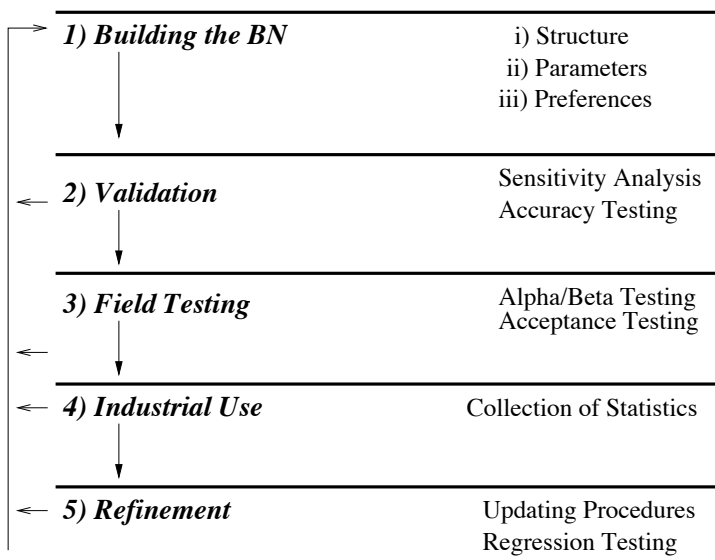 1) Building the BN
i) Structure
ii) Parameters
iii) Preferences
2) Validation
Sensitivity Analysis
Accuracy Testing
3) Field Testing
Alpha/Beta Testing
Acceptance Testing
4) Industrial Use
Collection of Statistics
5) Refinement
Updating Procedures
Regression Testing